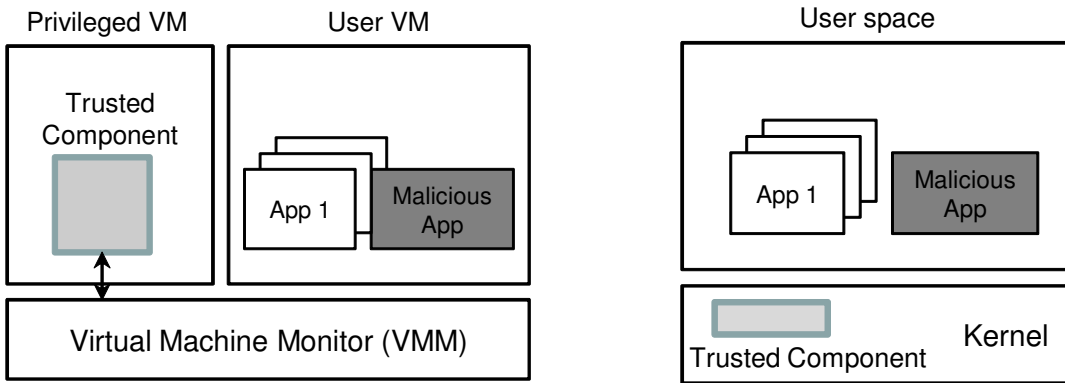 Privileged VM
User VM
Trusted
Component
App 1
Malicious
App
Virtual Machine Monitor (VMM)
User space
App 1
Malicious
App
Trusted Component
Kernel